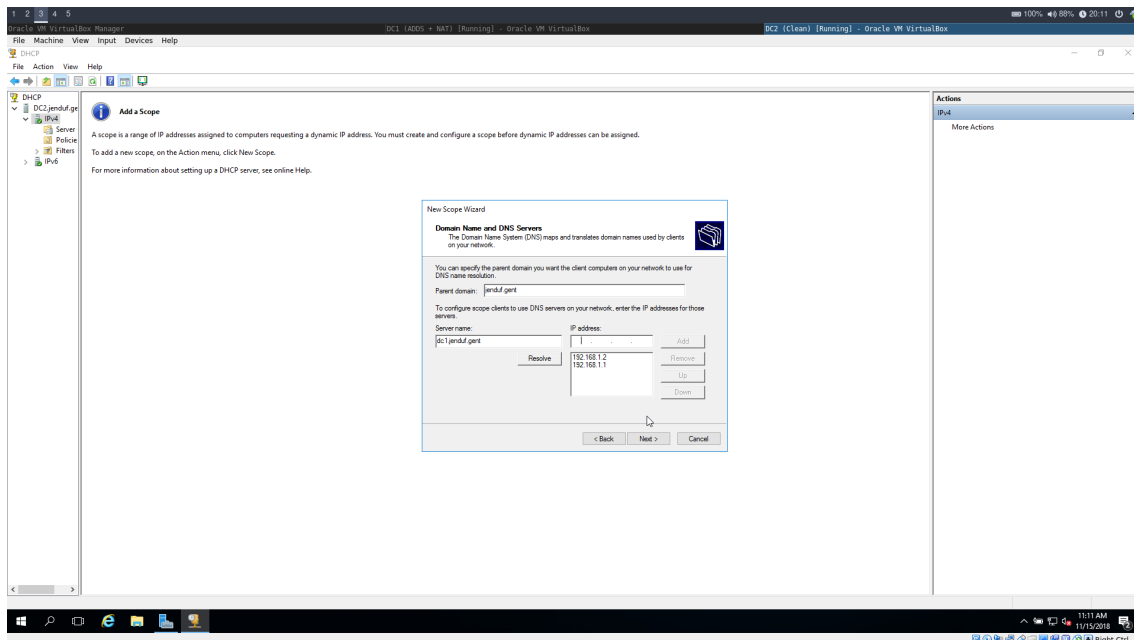 1 2 3 4 5
100% 88% 20:11
Oracle VM VirtualBox Manager
DC1 (ADDS + NAT) [Running] - Oracle VM VirtualBox
DC2 (Clean) [Running] - Oracle VM VirtualBox
File Machine View Input Devices Help
DHCP
File Action View Help
DHCP
DC2.jenduf.ge
IPv4
Server
Policie
Filters
IPv6
Add a Scope
A scope is a range of IP addresses assigned to computers requesting a dynamic IP address. You must create and configure a scope before dynamic IP addresses can be assigned.
To add a new scope, on the Action menu, click New Scope.
For more information about setting up a DHCP server, see online Help.
Actions
IPv4
More Actions
New Scope Wizard
Domain Name and DNS Servers
The Domain Name System (DNS) maps and translates domain names used by clients
on your network.
You can specify the parent domain you want the client computers on your network to use for
DNS name resolution.
Parent domain: jenduf.gent
To configure scope clients to use DNS servers on your network, enter the IP addresses for those
servers.
Server name: IP address:
dc1.jenduf.gent . . . Add
Resolve 192.168.1.2 Remove
192.168.1.1
Up
Down
< Back Next > Cancel
11:11 AM
11/15/2018
Right Ctrl